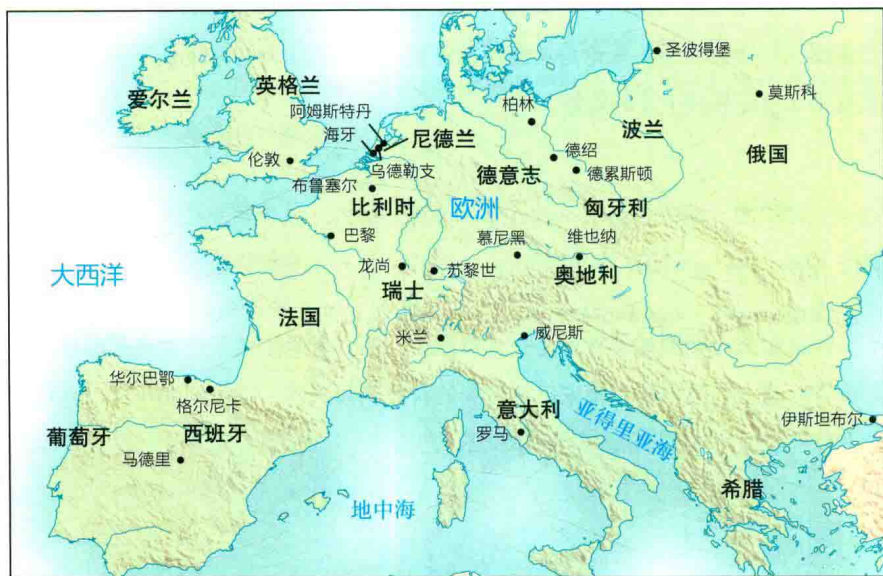 圣彼得堡
英格兰
爱尔兰
莫斯科
阿姆斯特丹
柏林
海牙
尼德兰
波兰
俄国
伦敦
乌德勒支
德绍
德意志
德累斯顿
布鲁塞尔
比利时
欧洲
匈牙利
巴黎
慕尼黑
维也纳
大西洋
龙尚
苏黎世
奥地利
瑞士
法国
米兰
威尼斯
华尔巴鄂
格尔尼卡
意大利
亚得里亚海
伊斯坦布尔
葡萄牙
西班牙
罗马
马德里
希腊
地中海